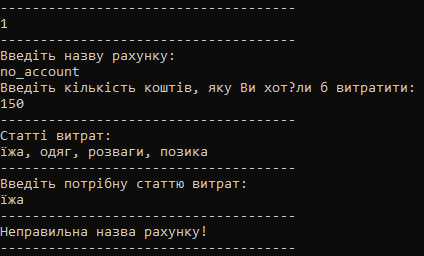 -------------------------------------
1
-------------------------------------
Введіть назву рахунку:
no_account
Введіть кількість коштів, яку Ви хот?ли б витратити:
150
-------------------------------------
Статті витрат:
їжа, одяг, розваги, позика
-------------------------------------
Введіть потрібну статтю витрат:
їжа
-------------------------------------
Неправильна назва рахунку!
-------------------------------------